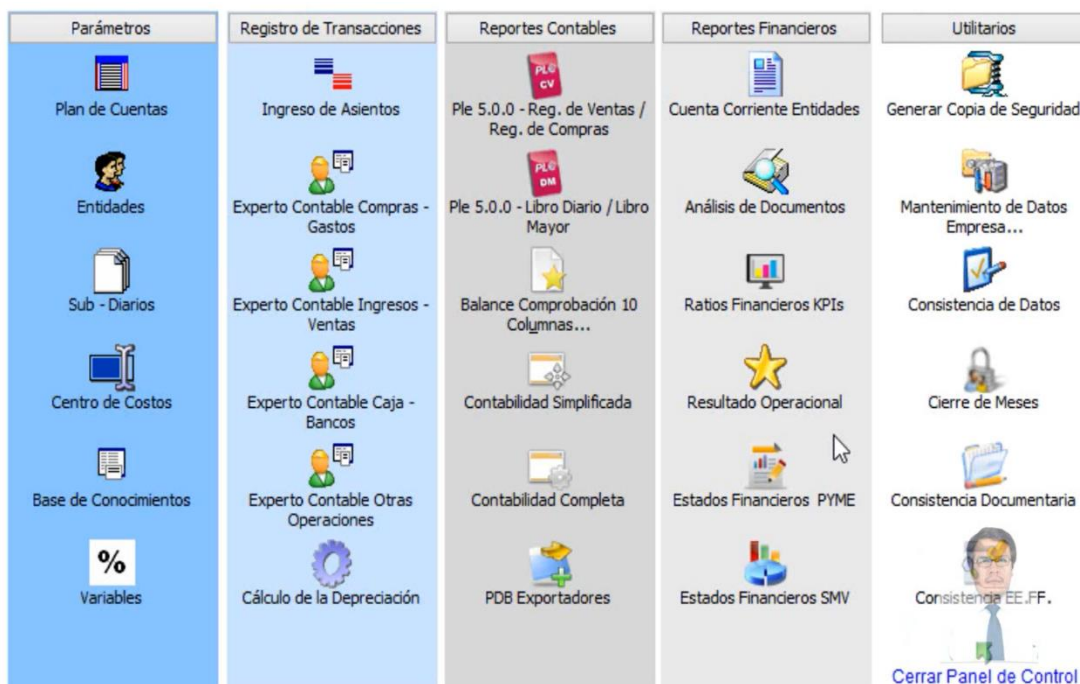 Parámetros
Plan de Cuentas
Entidades
Sub - Diarios
Centro de Costos
Base de Conocimientos
%
Variables
Registro de Transacciones
Ingreso de Asientos
Experto Contable Compras -
Gastos
Experto Contable Ingresos -
Ventas
Experto Contable Caja -
Bancos
Experto Contable Otras
Operaciones
Cálculo de la Depreciación
Reportes Contables
PLe
CV
Ple 5.0.0 - Reg. de Ventas /
Reg. de Compras
PLe
DM
Ple 5.0.0 - Libro Diario / Libro
Mayor
Balance Comprobación 10
Columnas...
Contabilidad Simplificada
Contabilidad Completa
PDB Exportadores
Reportes Financieros
Cuenta Corriente Entidades
Análisis de Documentos
Ratios Financieros KPIs
Resultado Operacional
Estados Financieros PYME
Estados Financieros SMV
Utilitarios
Generar Copia de Seguridad
Mantenimiento de Datos
Empresa...
Consistencia de Datos
Cierre de Meses
Consistencia Documentaria
Consistencia EE.FF.
Cerrar Panel de Control